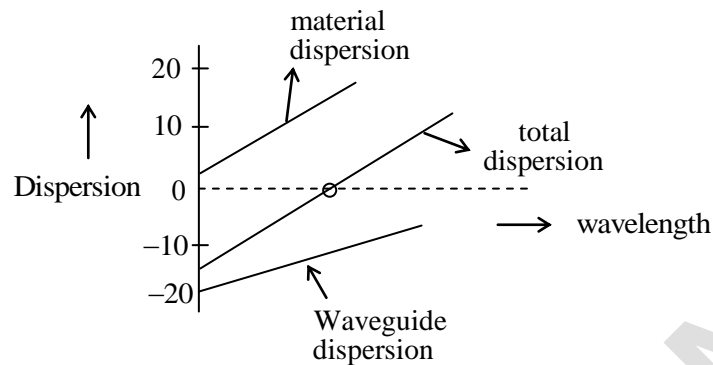 material
dispersion
20
10
total
dispersion
Dispersion
0
wavelength
−10
−20
Waveguide
dispersion